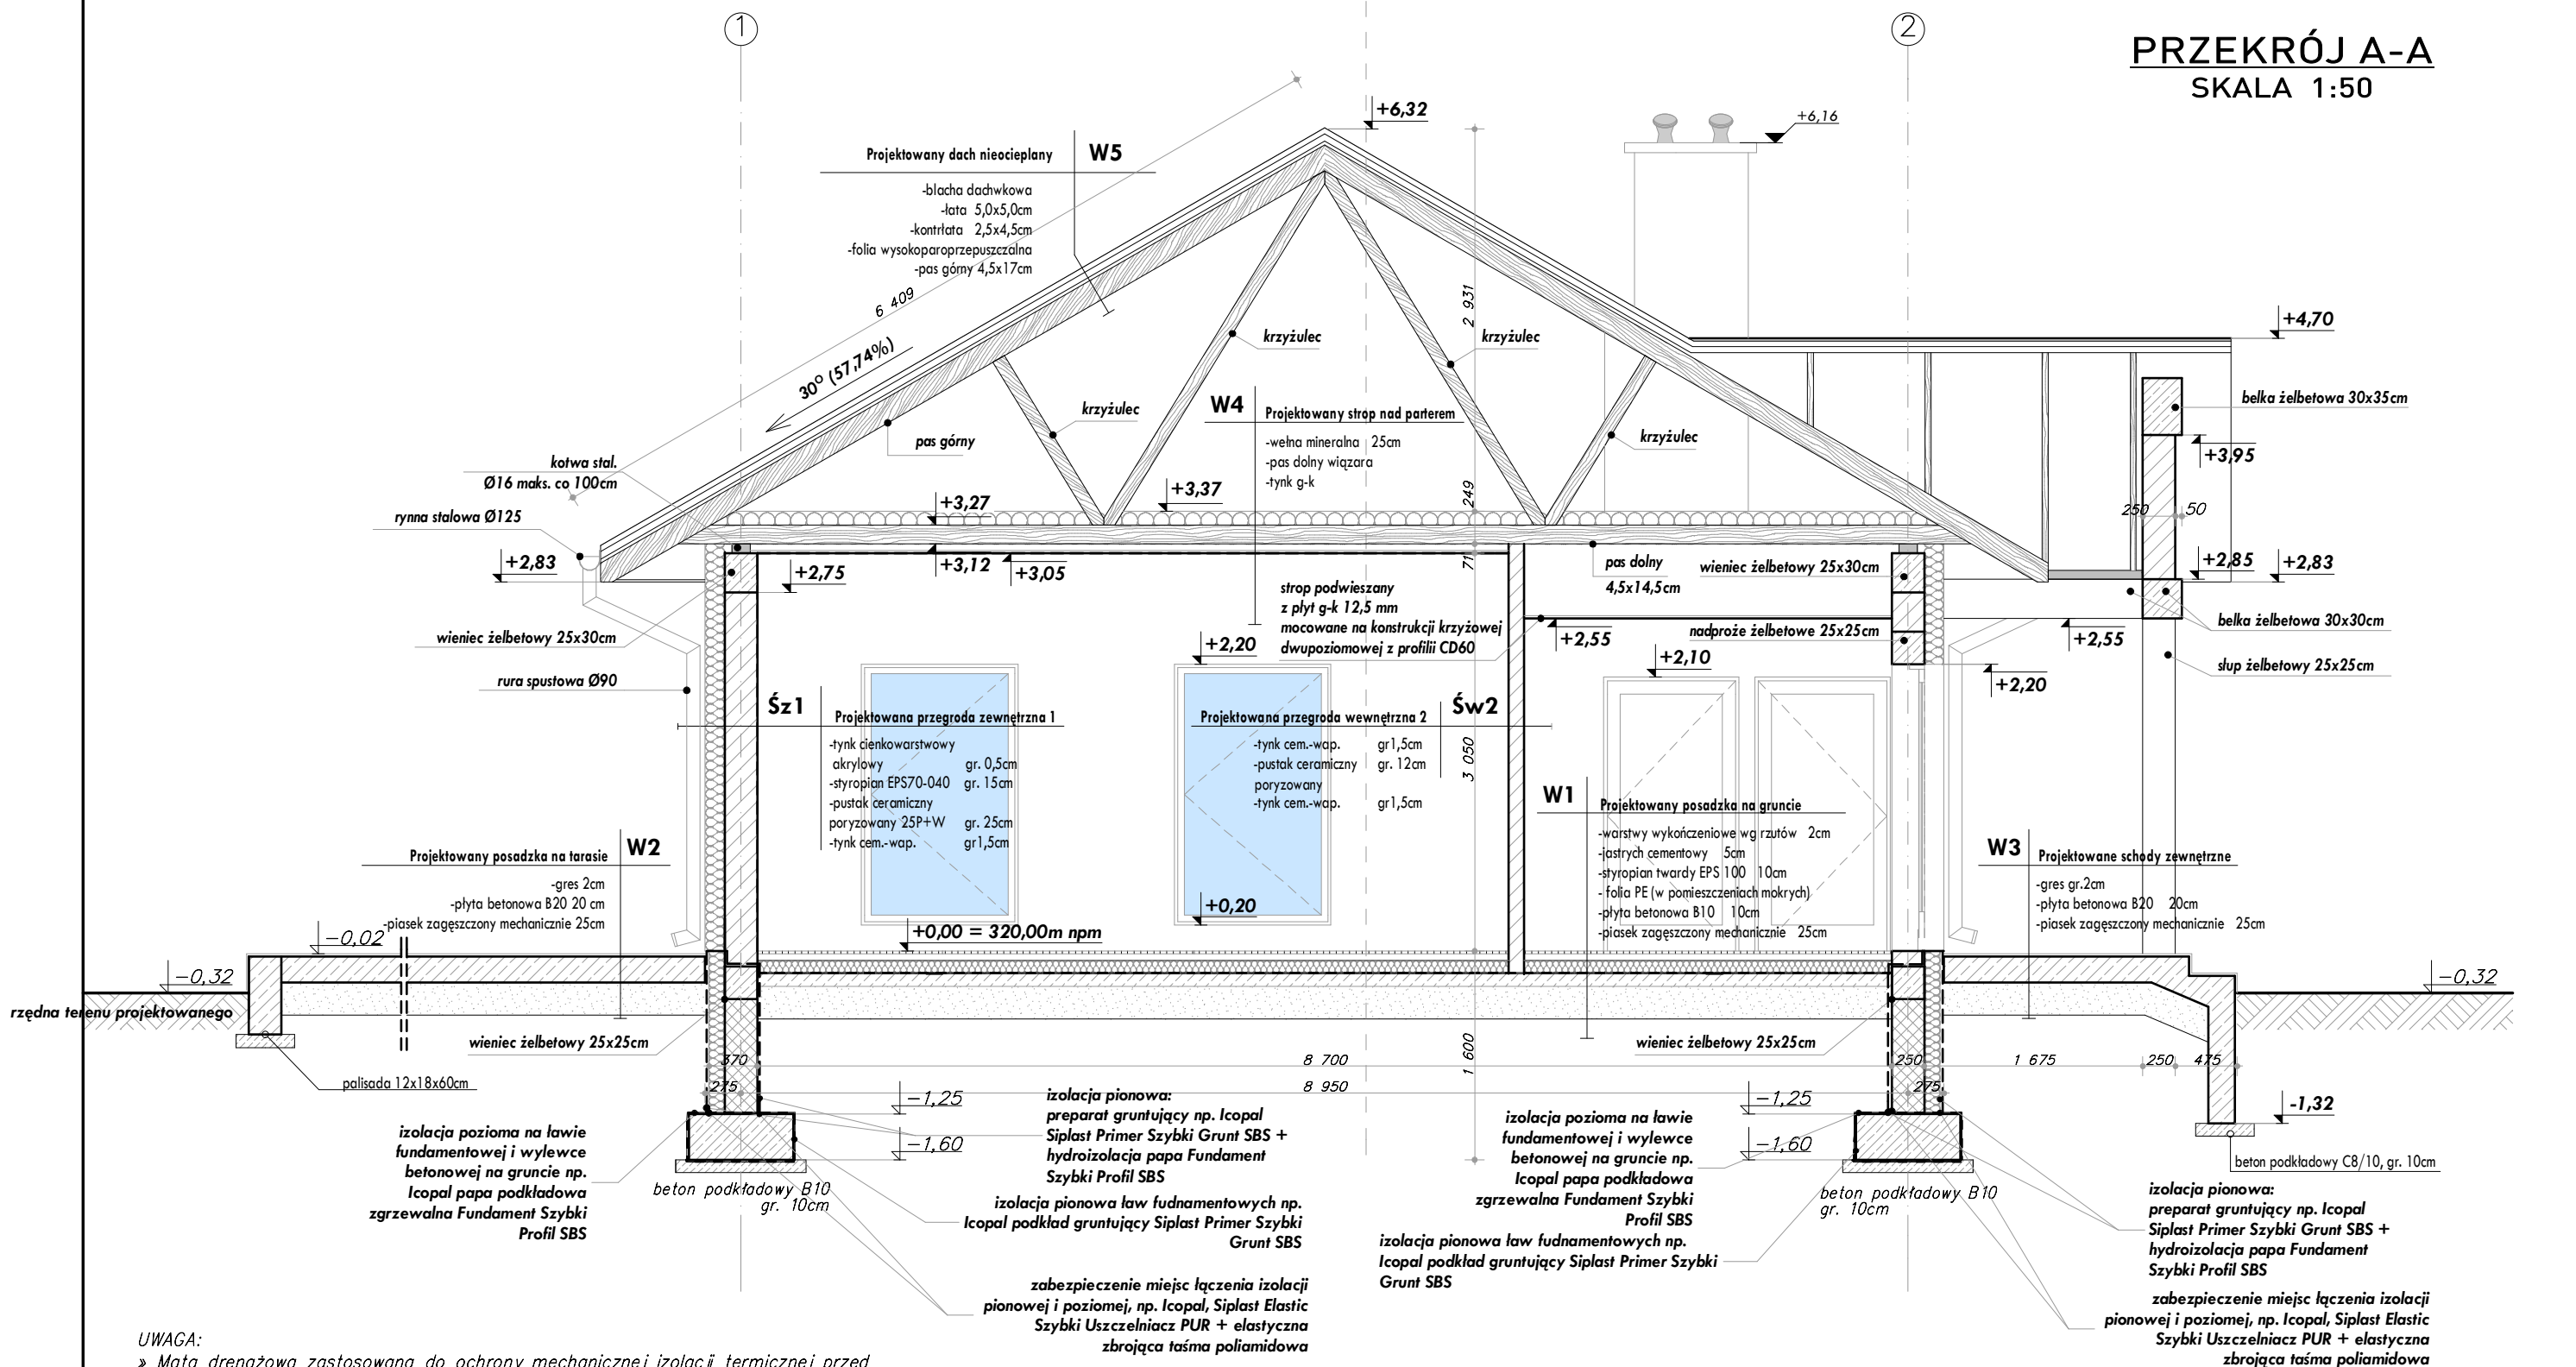 1
2
PRZEKRÓJ A-A
SKALA 1:50
+6,32
+6,16
Projektowany dach nieocieplany
W5
-blacha dachwkowa
-łata 5,0x5,0cm
-kontrłata 2,5x4,5cm
-folia wysokoparoprzepuszczalna
-pas górny 4,5x17cm
6 409
30° (57,74%)
2 931
krzyżulec
krzyżulec
krzyżulec
krzyżulec
pas górny
W4
Projektowany strop nad parterem
-wełna mineralna 25cm
-pas dolny wiązara
-tynk g-k
+4,70
belka żelbetowa 30x35cm
+3,95
250
50
kotwa stal.
Ø16 maks. co 100cm
rynna stalowa Ø125
+3,27
+3,37
249
+2,83
+2,75
+3,12
+3,05
71
pas dolny
4,5x14,5cm
wieniec żelbetowy 25x30cm
+2,85
+2,83
strop podwieszany
z płyt g-k 12,5 mm
mocowane na konstrukcji krzyżowej
dwupoziomowej z profilii CD60
wieniec żelbetowy 25x30cm
+2,55
nadproże żelbetowe 25x25cm
+2,55
belka żelbetowa 30x30cm
słup żelbetowy 25x25cm
rura spustowa Ø90
+2,20
+2,10
+2,20
Śz1
Projektowana przegroda zewnętrzna 1
-tynk cienkowarstwowy
akrylowy gr. 0,5cm
-styropian EPS70-040 gr. 15cm
-pustak ceramiczny
poryzowany 25P+W gr. 25cm
-tynk cem.-wap. gr1,5cm
Projektowana przegroda wewnętrzna 2
Św2
-tynk cem.-wap. gr1,5cm
-pustak ceramiczny gr. 12cm
poryzowany
-tynk cem.-wap. gr1,5cm
3 050
W1
Projektowany posadzka na gruncie
-warstwy wykończeniowe wg rzutów 2cm
-jastrych cementowy 5cm
-styropian twardy EPS 100 10cm
- folia PE (w pomieszczeniach mokrych)
-płyta betonowa B10 10cm
-piasek zagęszczony mechanicznie 25cm
Projektowany posadzka na tarasie
W2
-gres 2cm
-płyta betonowa B20 20 cm
-piasek zagęszczony mechanicznie 25cm
W3
Projektowane schody zewnętrzne
-gres gr.2cm
-płyta betonowa B20 20cm
-piasek zagęszczony mechanicznie 25cm
+0,20
+0,00 = 320,00m npm
-0,02
-0,32
-0,32
rzędna terenu projektowanego
wieniec żelbetowy 25x25cm
wieniec żelbetowy 25x25cm
palisada 12x18x60cm
370
8 700
1 600
250
1 675
250
475
275
8 950
275
-1,25
-1,60
-1,25
-1,60
-1,32
beton podkładowy C8/10, gr. 10cm
izolacja pozioma na ławie
fundamentowej i wylewce
betonowej na gruncie np.
Icopal papa podkładowa
zgrzewalna Fundament Szybki
Profil SBS
beton podkładowy B10
gr. 10cm
izolacja pionowa:
preparat gruntujący np. Icopal
Siplast Primer Szybki Grunt SBS +
hydroizolacja papa Fundament
Szybki Profil SBS
izolacja pionowa ław fudnamentowych np.
Icopal podkład gruntujący Siplast Primer Szybki
Grunt SBS
zabezpieczenie miejsc łączenia izolacji
pionowej i poziomej, np. Icopal, Siplast Elastic
Szybki Uszczelniacz PUR + elastyczna
zbrojąca taśma poliamidowa
izolacja pozioma na ławie
fundamentowej i wylewce
betonowej na gruncie np.
Icopal papa podkładowa
zgrzewalna Fundament Szybki
Profil SBS
izolacja pionowa ław fudnamentowych np.
Icopal podkład gruntujący Siplast Primer Szybki
Grunt SBS
beton podkładowy B10
gr. 10cm
izolacja pionowa:
preparat gruntujący np. Icopal
Siplast Primer Szybki Grunt SBS +
hydroizolacja papa Fundament
Szybki Profil SBS
zabezpieczenie miejsc łączenia izolacji
pionowej i poziomej, np. Icopal, Siplast Elastic
Szybki Uszczelniacz PUR + elastyczna
zbrojąca taśma poliamidowa
UWAGA:
» Mata drenażowa zastosowana do ochrony mechanicznej izolacji termicznej przed